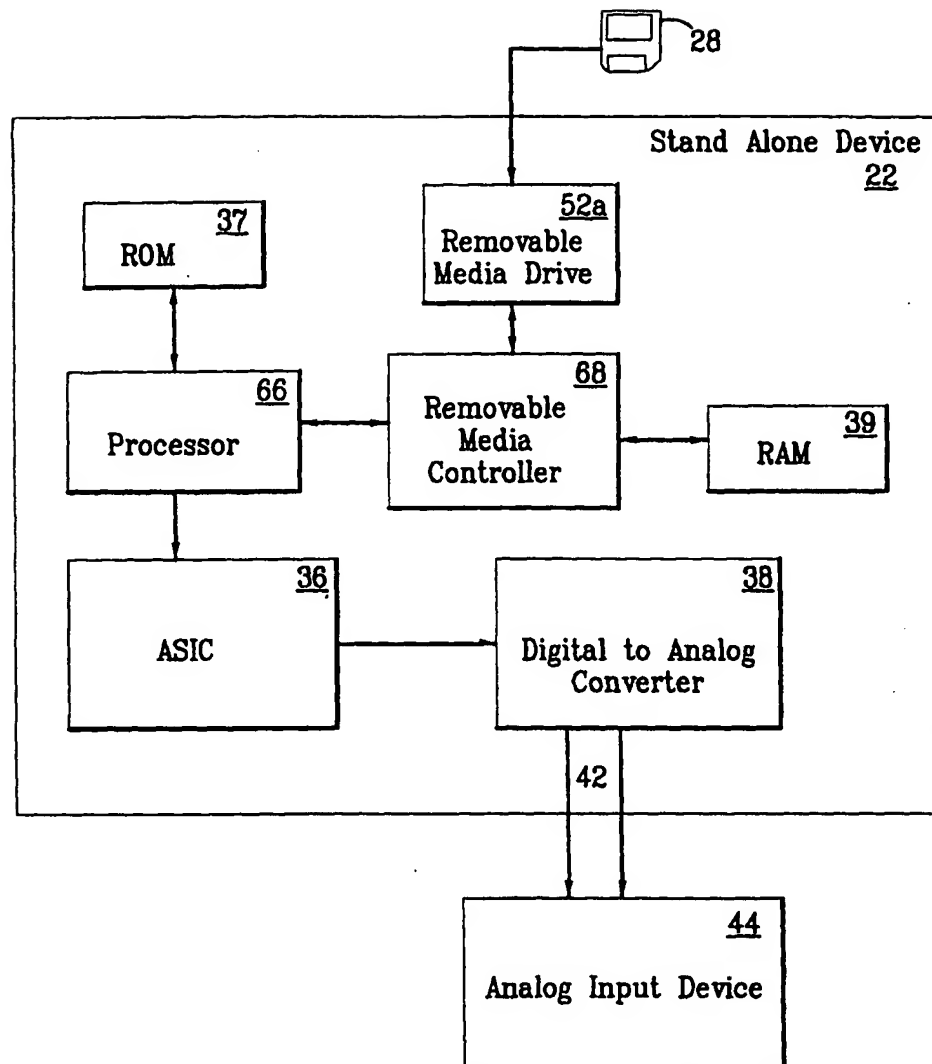 28
Stand Alone Device
22
37
ROM
52a
Removable
Media Drive
66
Processor
68
Removable
Media
Controller
39
RAM
36
ASIC
38
Digital to Analog
Converter
42
44
Analog Input Device